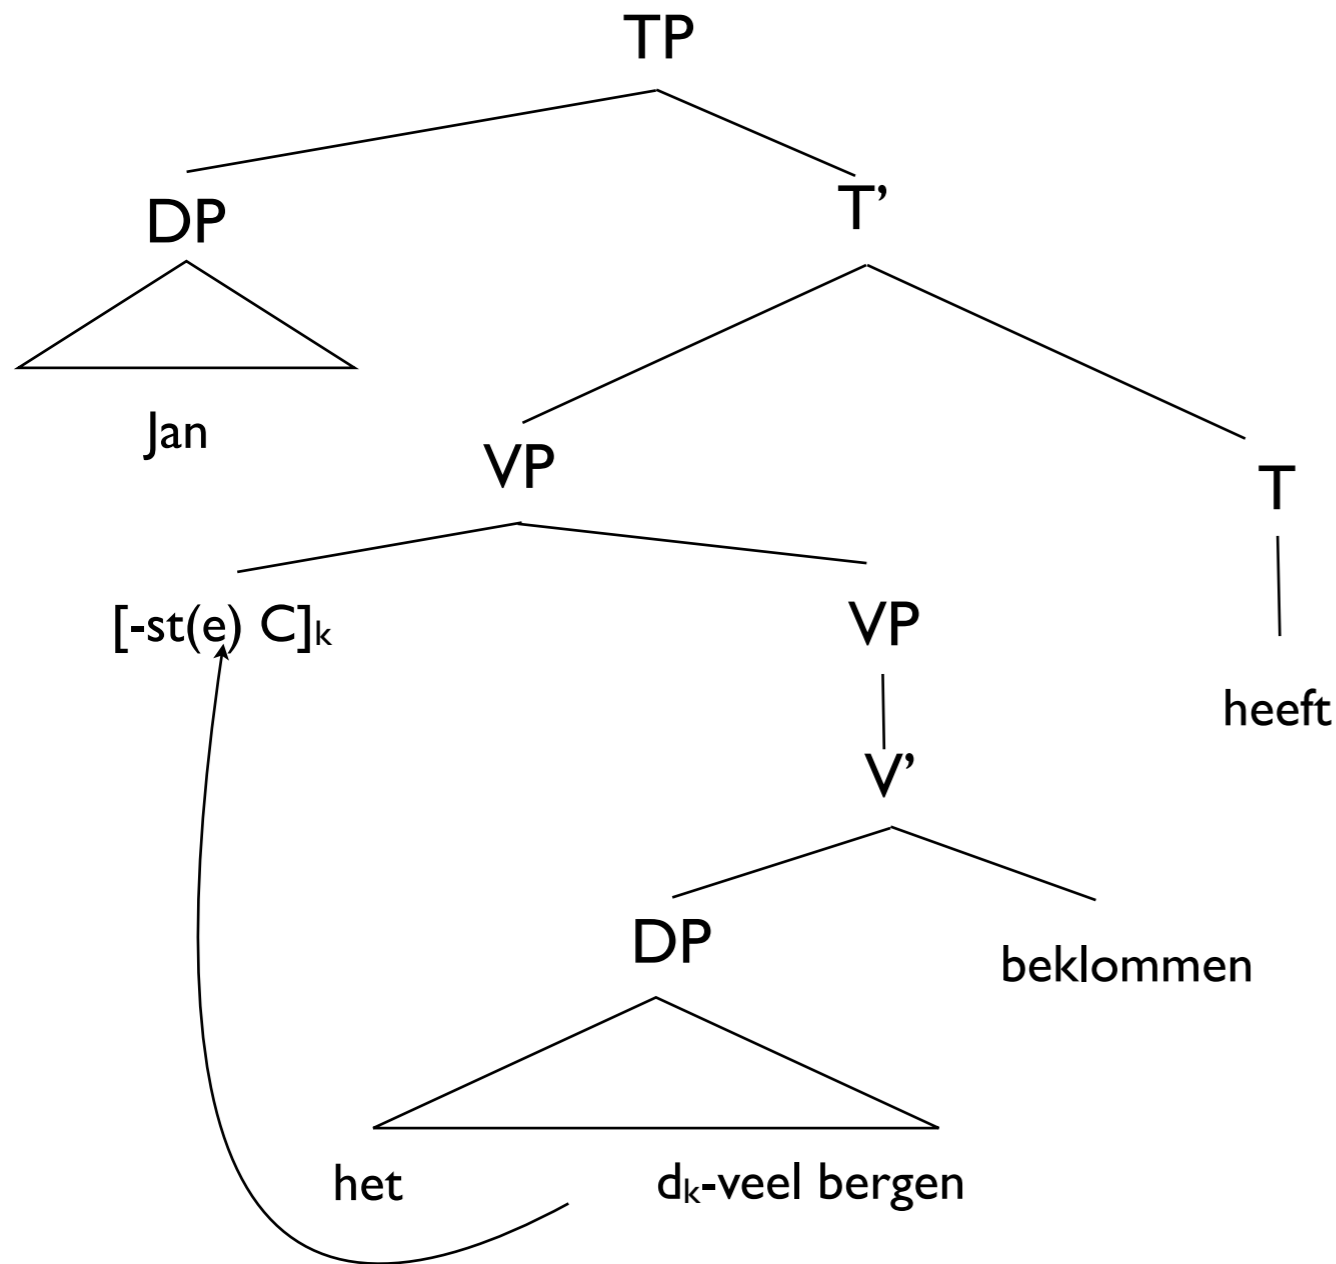 TP
DP T’
Jan
VP T
[-st(e) C]ₖ VP
heeft
V’
DP beklommen
het dₖ-veel bergen